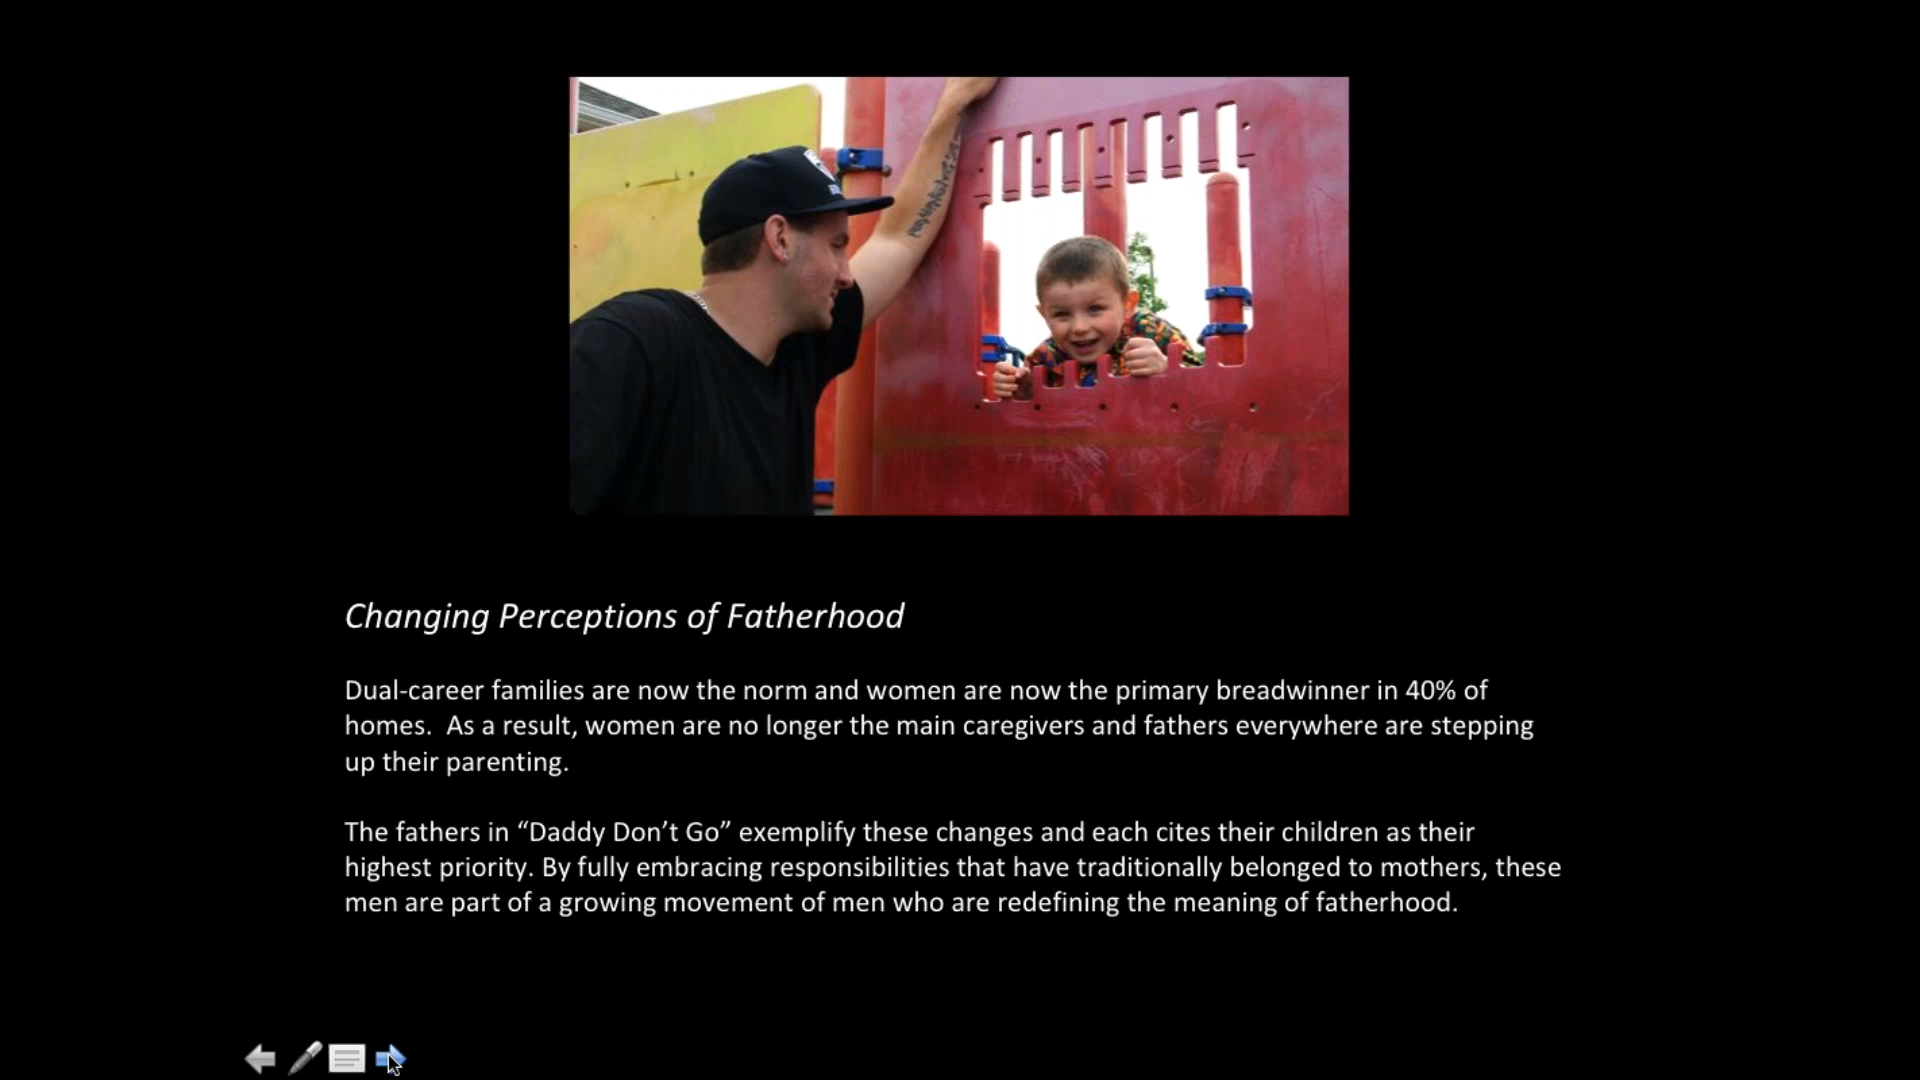 Changing Perceptions of Fatherhood
Dual-career families are now the norm and women are now the primary breadwinner in 40% of
homes.  As a result, women are no longer the main caregivers and fathers everywhere are stepping
up their parenting.
The fathers in “Daddy Don’t Go” exemplify these changes and each cites their children as their
highest priority. By fully embracing responsibilities that have traditionally belonged to mothers, these
men are part of a growing movement of men who are redefining the meaning of fatherhood.